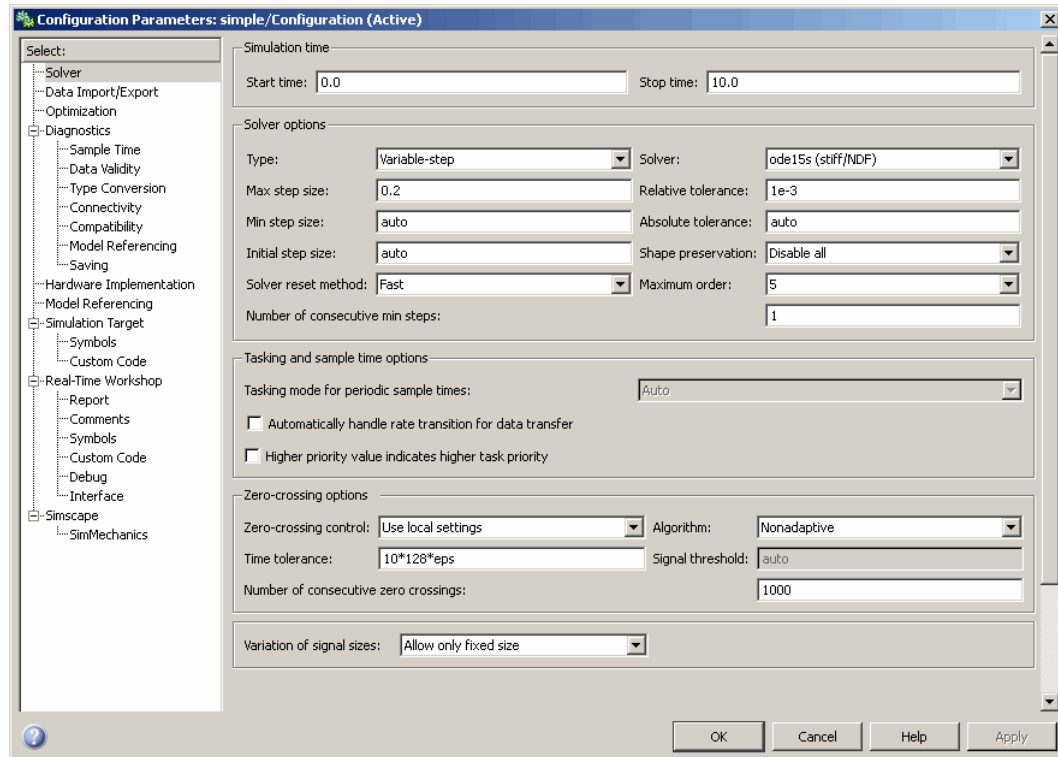 Configuration Parameters: simple/Configuration (Active)
Select:
Solver
Data Import/Export
Optimization
Diagnostics
Sample Time
Data Validity
Type Conversion
Connectivity
Compatibility
Model Referencing
Saving
Hardware Implementation
Model Referencing
Simulation Target
Symbols
Custom Code
Real-Time Workshop
Report
Comments
Symbols
Custom Code
Debug
Interface
Simscape
SimMechanics
Simulation time
Start time: 0.0 Stop time: 10.0
Solver options
Type: Variable-step Solver: ode15s (stiff/NDF)
Max step size: 0.2 Relative tolerance: 1e-3
Min step size: auto Absolute tolerance: auto
Initial step size: auto Shape preservation: Disable all
Solver reset method: Fast Maximum order: 5
Number of consecutive min steps: 1
Tasking and sample time options
Tasking mode for periodic sample times: Auto
Automatically handle rate transition for data transfer
Higher priority value indicates higher task priority
Zero-crossing options
Zero-crossing control: Use local settings Algorithm: Nonadaptive
Time tolerance: 10*128*eps Signal threshold: auto
Number of consecutive zero crossings: 1000
Variation of signal sizes: Allow only fixed size
OK Cancel Help Apply